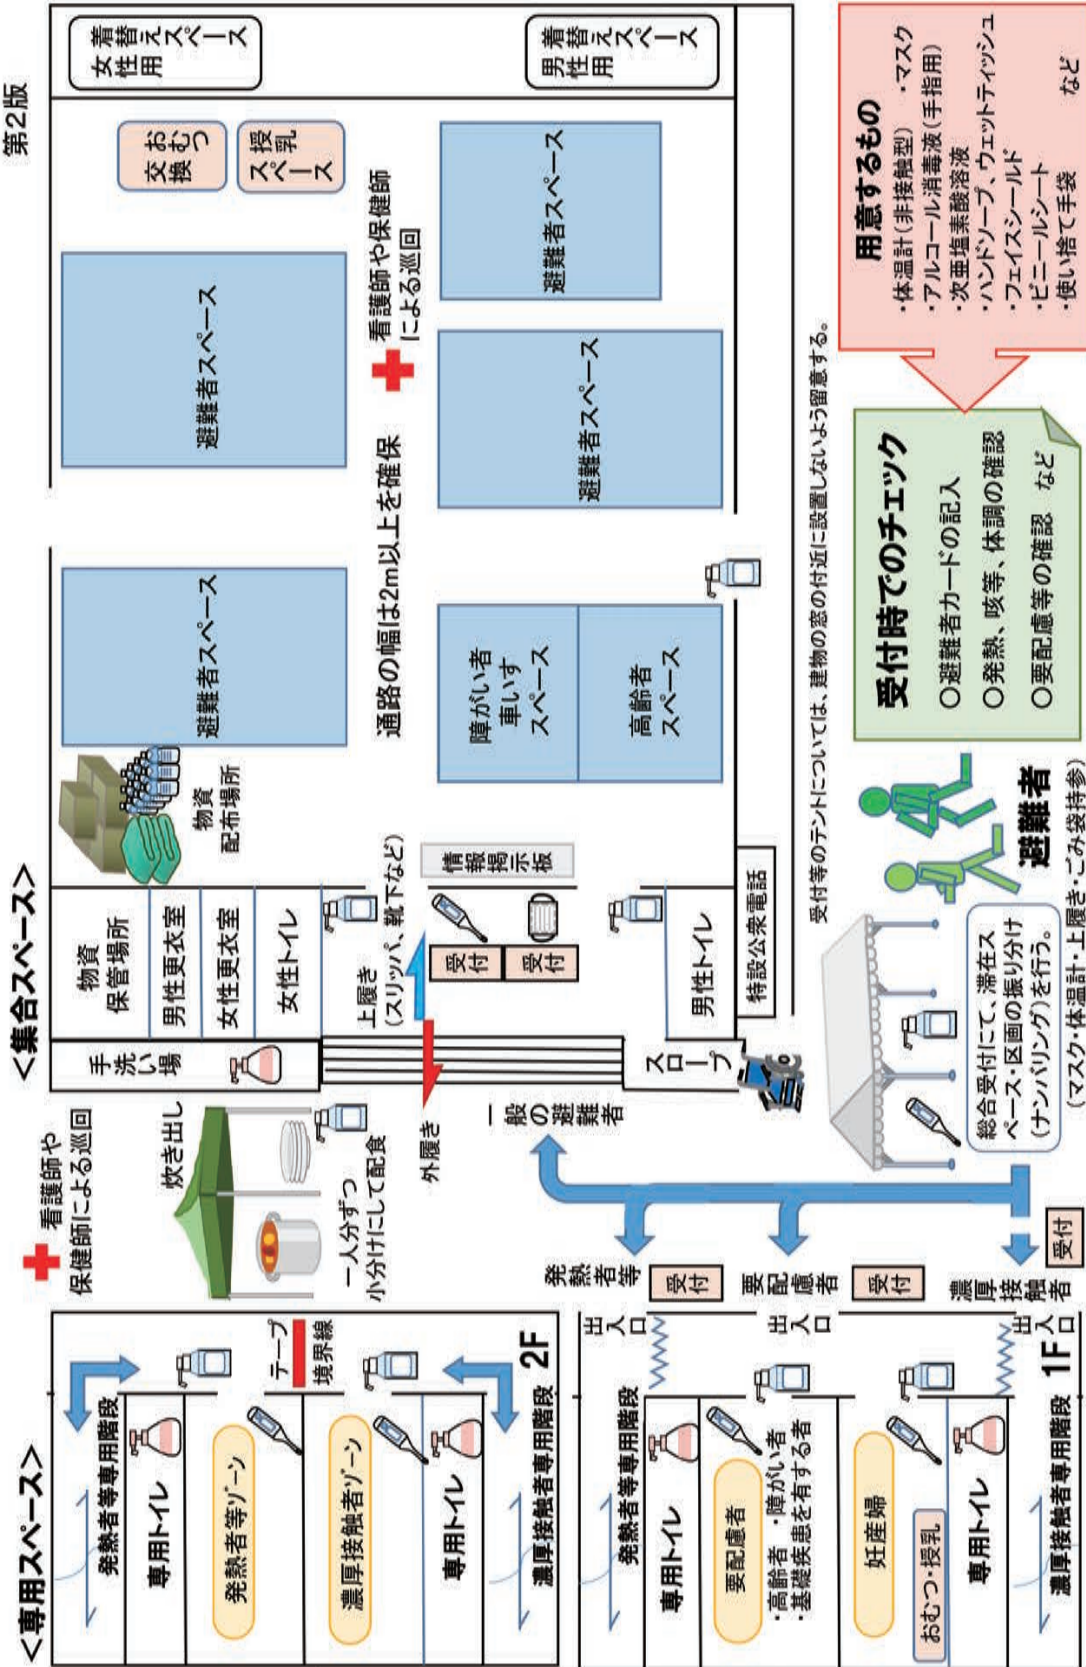 第2版
<集合スペース>
手洗い場
物資
保管場所
男性更衣室
女性更衣室
女性トイレ
物資
配布場所
避難者スペース
避難者スペース
おむつ
交換
授乳
スペース
女性用
着替え
スペース
上履き
(スリッパ、靴下など)
外履き
受付
受付
情報掲示板
通路の幅は2m以上を確保
看護師や保健師
による巡回
障がい者
車いす
スペース
高齢者
スペース
避難者スペース
避難者スペース
男性用
着替え
スペース
男性トイレ
スロープ
特設公衆電話
受付等のテントについては、建物の窓の付近に設置しないよう留意する。
<専用スペース>
看護師や
保健師による巡回
炊き出し
一人分ずつ
小分けにして配食
発熱者等専用階段
専用トイレ
発熱者等ゾーン
テープ
境界線
濃厚接触者ゾーン
専用トイレ
濃厚接触者専用階段
2F
発熱者等専用階段
出入口
専用トイレ
要配慮者
・高齢者 ・障がい者
・基礎疾患を有する者
出入口
妊産婦
おむつ・授乳
専用トイレ
濃厚接触者専用階段
1F
出入口
一般の避難者
発熱者等
受付
要配慮者
受付
濃厚接触者
受付
総合受付にて、滞在ス
ペース・区画の振り分け
(ナンバリング)を行う。
避難者
(マスク・体温計・上履き・ごみ袋持参)
受付時でのチェック
○避難者カードの記入
○発熱、咳等、体調の確認
○要配慮等の確認 など
用意するもの
・体温計(非接触型) ・マスク
・アルコール消毒液(手指用)
・次亜塩素酸溶液
・ハンドソープ、ウェットティッシュ
・フェイスシールド
・ビニールシート
・使い捨て手袋 など